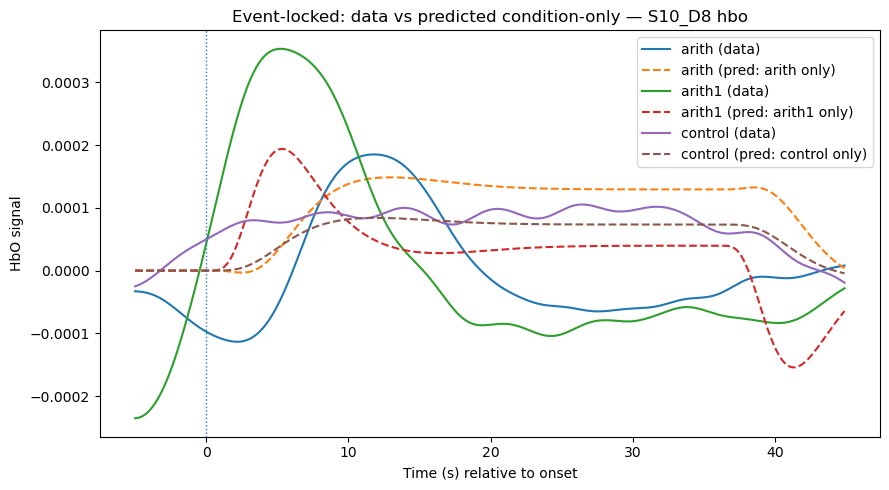 Event-locked: data vs predicted condition-only — S10_D8 hbo
arith (data)
arith (pred: arith only)
arith1 (data)
arith1 (pred: arith1 only)
control (data)
control (pred: control only)
HbO signal
0.0003
0.0002
0.0001
0.0000
−0.0001
−0.0002
0
10
20
30
40
Time (s) relative to onset